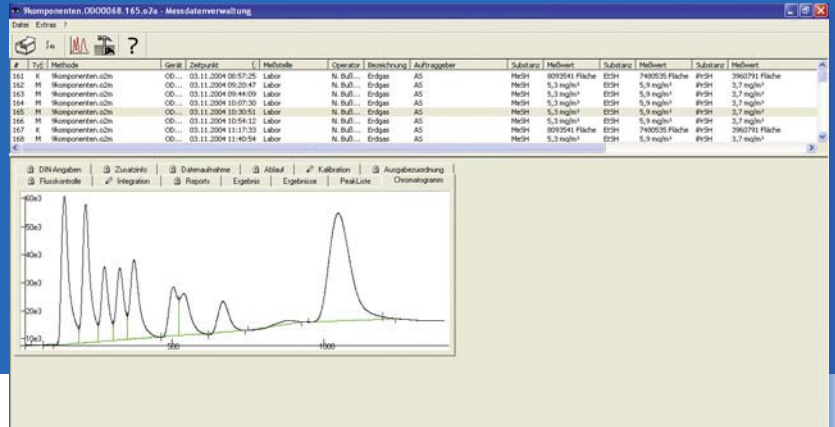 9komponenten.0D00068.165.o2a - Messdatenverwaltung
Datei Extras ?
# Typ Methode Gerät Zeitpunkt Meßstelle Operator Bezeichnung Auftraggeber Substanz Meßwert Substanz Meßwert Substanz Meßwert
161 K 9komponenten.o2m OD... 03.11.2004 08:57:25 Labor N. Buß... Erdgas AS MeSH 8093541 Fläche EtSH 7480535 Fläche iPrSH 3960791 Fläche
162 M 9komponenten.o2m OD... 03.11.2004 09:20:47 Labor N. Buß... Erdgas AS MeSH 5,3 mg/m³ EtSH 5,9 mg/m³ iPrSH 3,7 mg/m³
163 M 9komponenten.o2m OD... 03.11.2004 09:44:09 Labor N. Buß... Erdgas AS MeSH 5,3 mg/m³ EtSH 5,9 mg/m³ iPrSH 3,7 mg/m³
164 M 9komponenten.o2m OD... 03.11.2004 10:07:30 Labor N. Buß... Erdgas AS MeSH 5,3 mg/m³ EtSH 5,9 mg/m³ iPrSH 3,7 mg/m³
165 M 9komponenten.o2m OD... 03.11.2004 10:30:51 Labor N. Buß... Erdgas AS MeSH 5,3 mg/m³ EtSH 5,9 mg/m³ iPrSH 3,7 mg/m³
166 M 9komponenten.o2m OD... 03.11.2004 10:54:12 Labor N. Buß... Erdgas AS MeSH 5,3 mg/m³ EtSH 5,9 mg/m³ iPrSH 3,7 mg/m³
167 K 9komponenten.o2m OD... 03.11.2004 11:17:33 Labor N. Buß... Erdgas AS MeSH 8093541 Fläche EtSH 7480535 Fläche iPrSH 3960791 Fläche
168 M 9komponenten.o2m OD... 03.11.2004 11:40:54 Labor N. Buß... Erdgas AS MeSH 5,3 mg/m³ EtSH 5,9 mg/m³ iPrSH 3,7 mg/m³
DIN-Angaben Zusatzinfo Datenaufnahme Ablauf Kalibration Ausgabezuordnung
Flusskontrolle Integration Reports Ergebnis Ergebnisse PeakListe Chromatogramm
60e3
50e3
40e3
30e3
20e3
10e3
500 1000